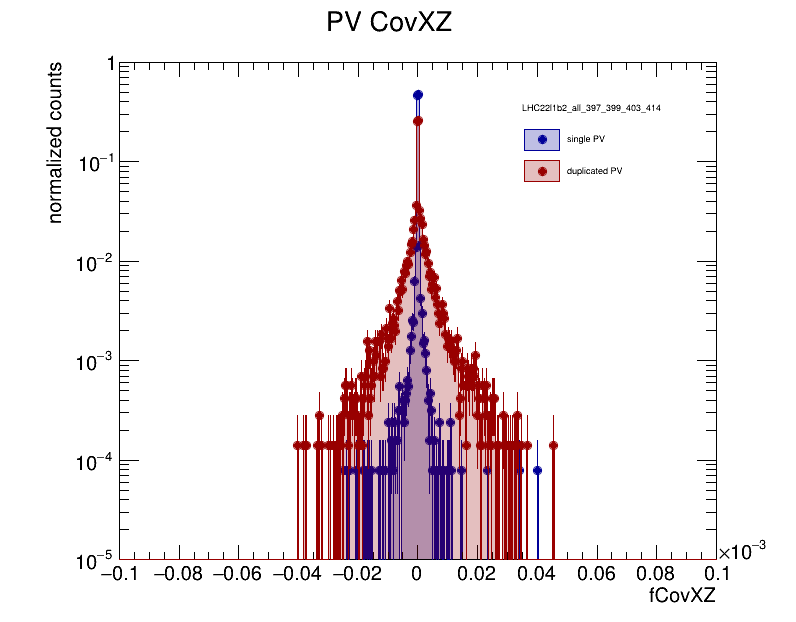 PV CovXZ
normalized counts
1
10⁻¹
10⁻²
10⁻³
10⁻⁴
10⁻⁵
LHC22l1b2_all_397_399_403_414
single PV
duplicated PV
−0.1 −0.08 −0.06 −0.04 −0.02 0 0.02 0.04 0.06 0.08 0.1
×10⁻³
fCovXZ